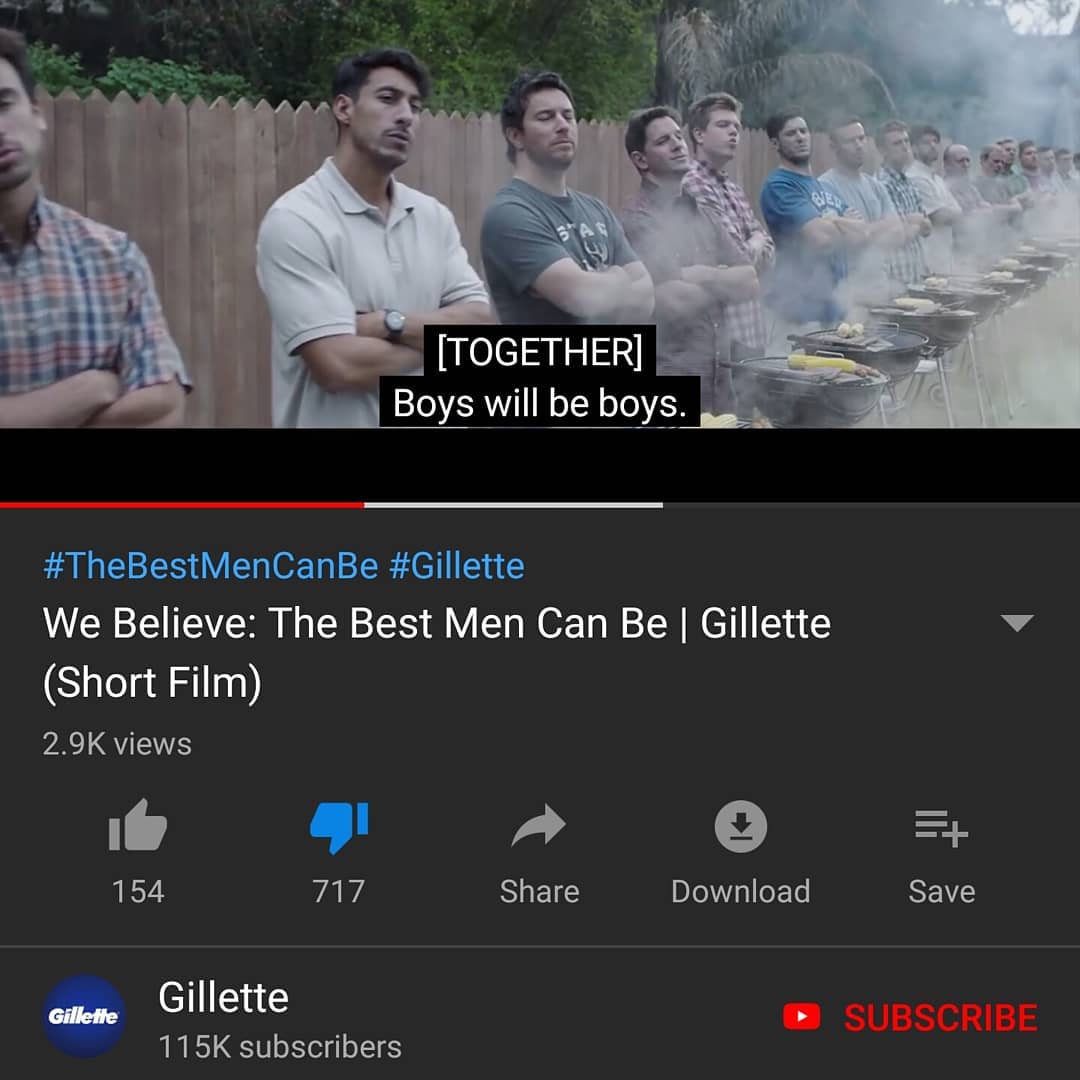 [TOGETHER]
Boys will be boys.
#TheBestMenCanBe #Gillette
We Believe: The Best Men Can Be | Gillette
(Short Film)
2.9K views
154
717
Share
Download
Save
Gillette
Gillette
115K subscribers
SUBSCRIBE